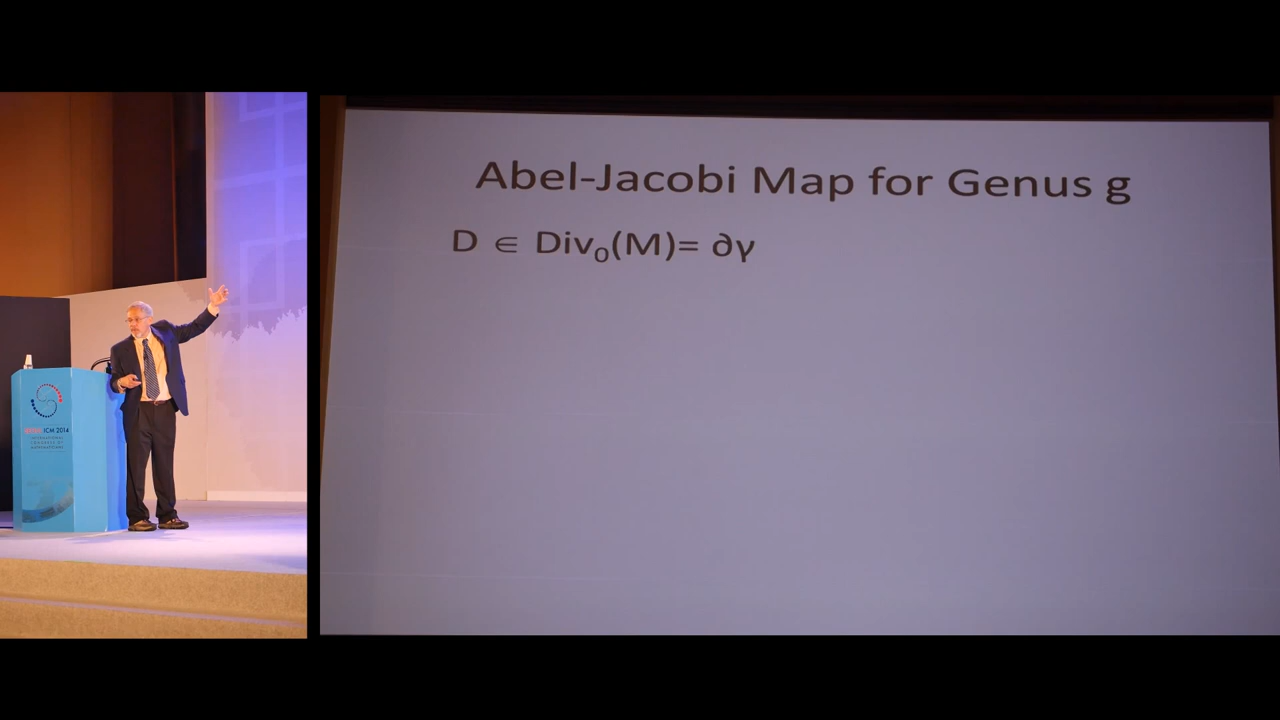 Abel-Jacobi Map for Genus g
D ∈ Div₀(M)= ∂γ
ICM 2014